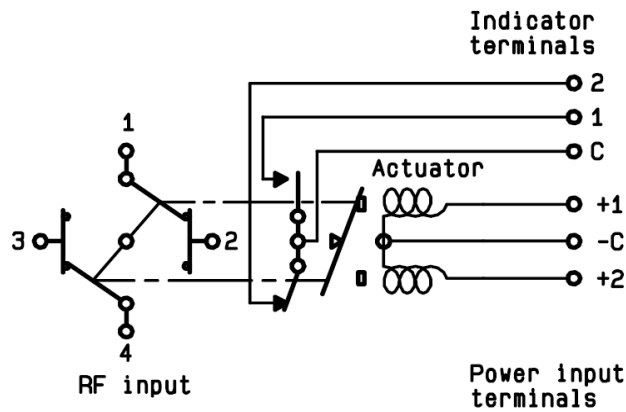 Indicator
terminals
2
1
C
1
Actuator
+1
3
2
-C
+2
4
RF input
Power input
terminals